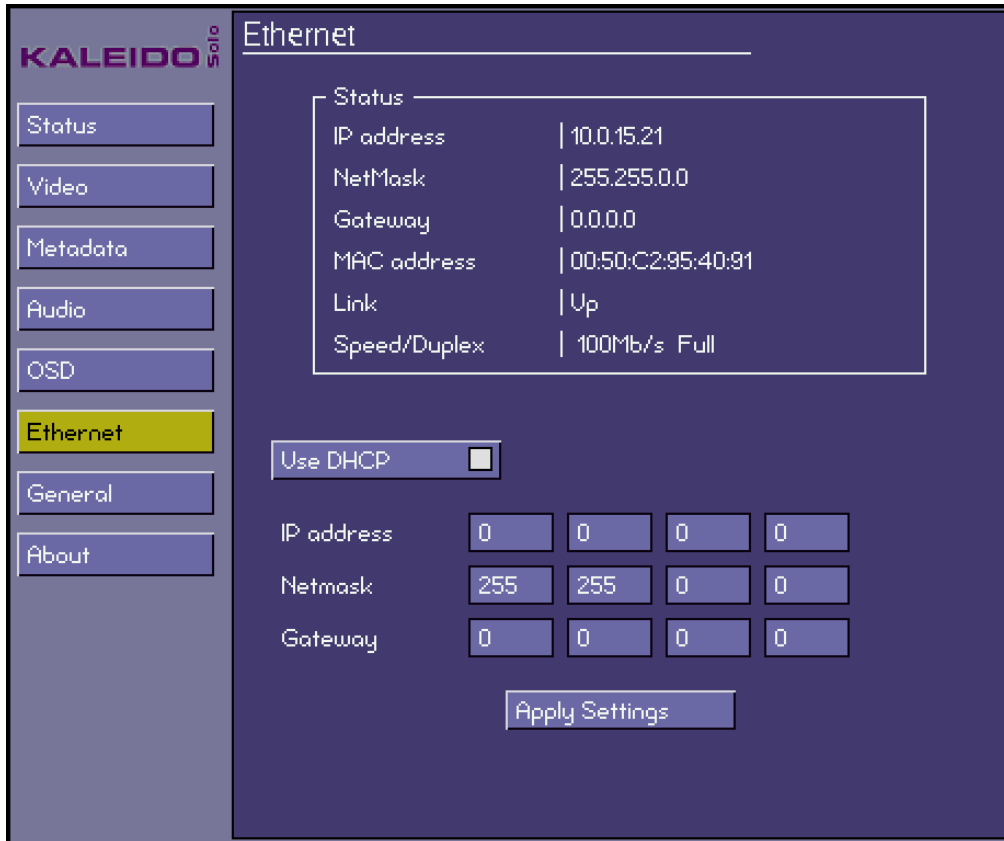 KALEIDO Solo
Status
Video
Metadata
Audio
OSD
Ethernet
General
About
Ethernet
Status
IP address | 10.0.15.21
NetMask | 255.255.0.0
Gateway | 0.0.0.0
MAC address | 00:50:C2:95:40:91
Link | Up
Speed/Duplex | 100Mb/s Full
Use DHCP
IP address 0 0 0 0
Netmask 255 255 0 0
Gateway 0 0 0 0
Apply Settings